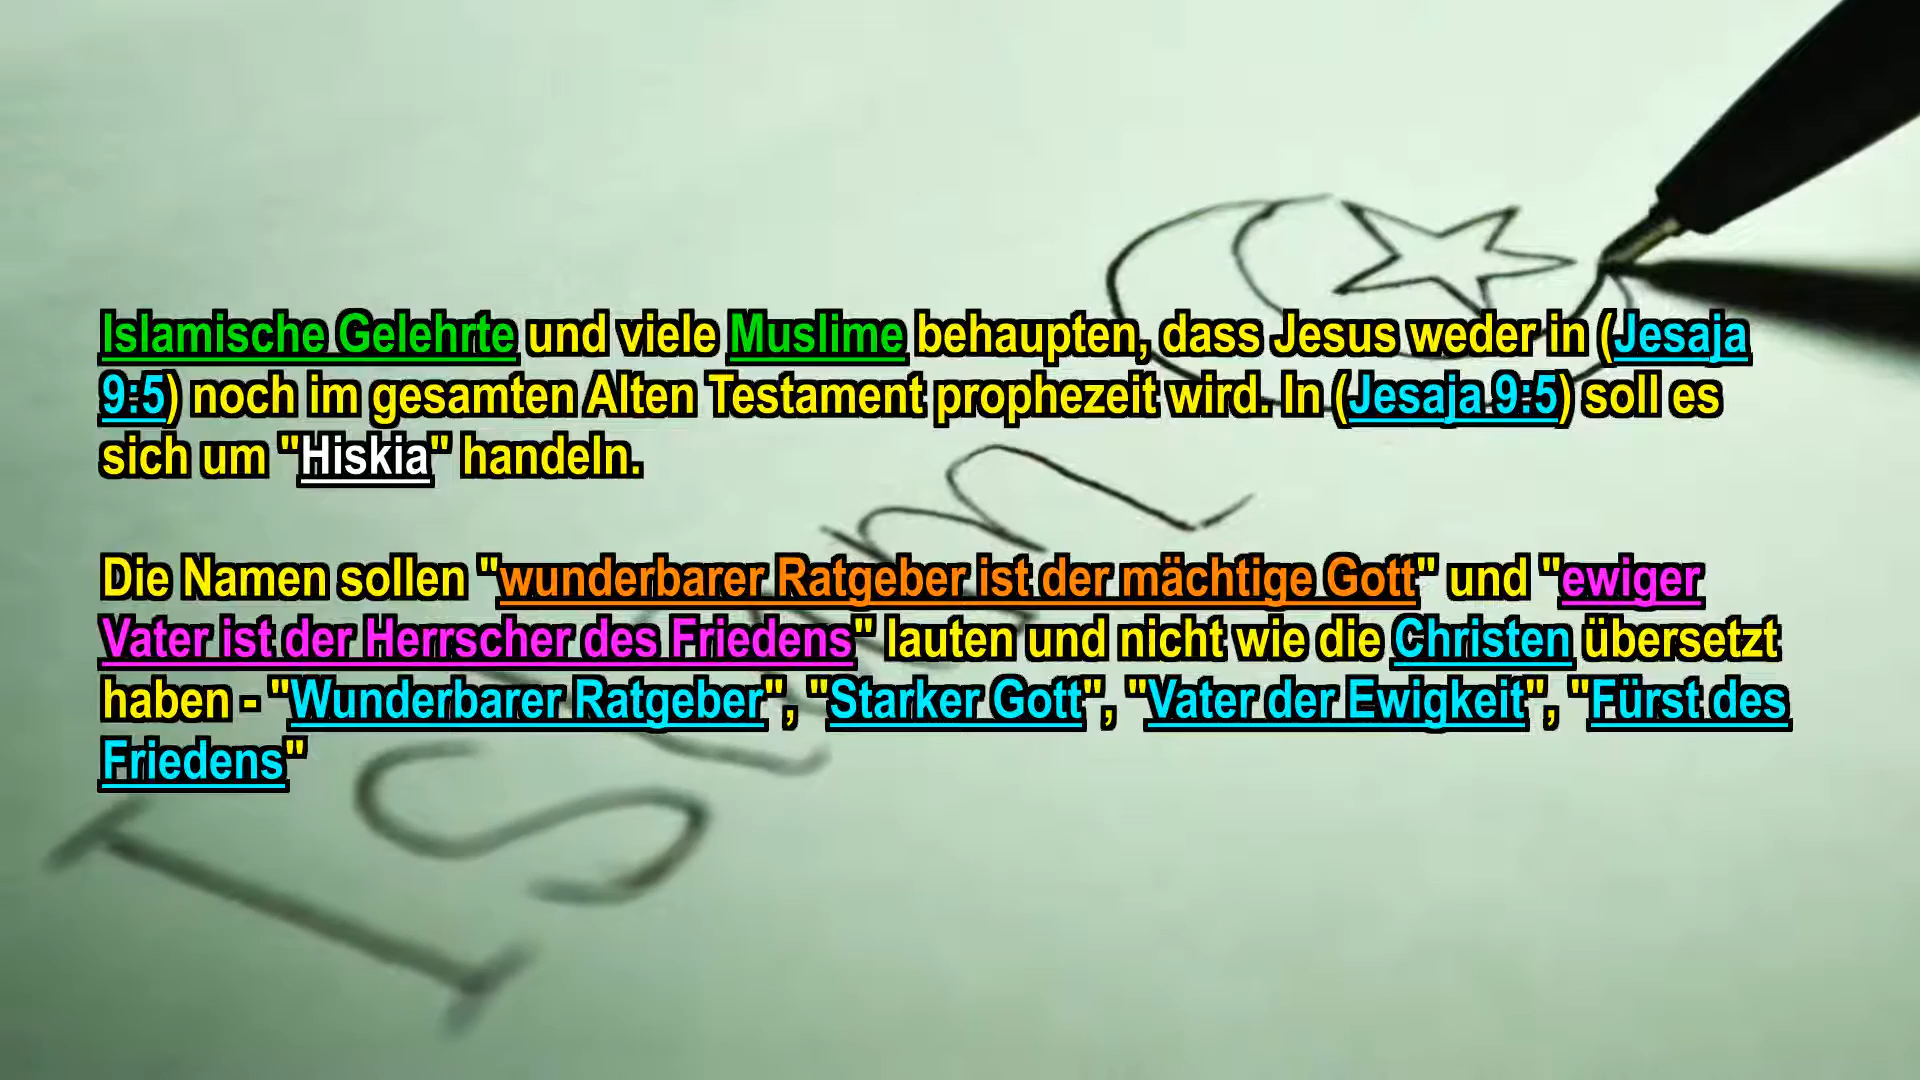 Islamische Gelehrte und viele Muslime behaupten, dass Jesus weder in (Jesaja
9:5) noch im gesamten Alten Testament prophezeit wird. In (Jesaja 9:5) soll es
sich um "Hiskia" handeln.
Die Namen sollen "wunderbarer Ratgeber ist der mächtige Gott" und "ewiger
Vater ist der Herrscher des Friedens" lauten und nicht wie die Christen übersetzt
haben - "Wunderbarer Ratgeber", "Starker Gott", "Vater der Ewigkeit", "Fürst des
Friedens"
Islam